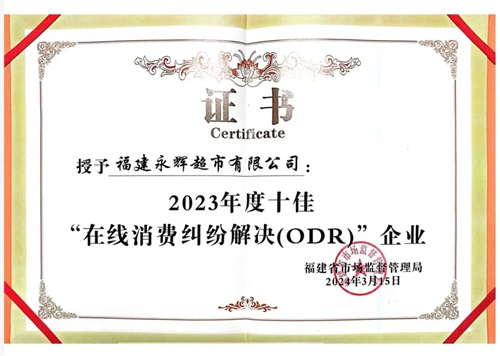 证书
Certificate
授予 福建永辉超市有限公司：
2023年度十佳
“在线消费纠纷解决(ODR)”企业
福建省市场监督管理局
2024年3月15日